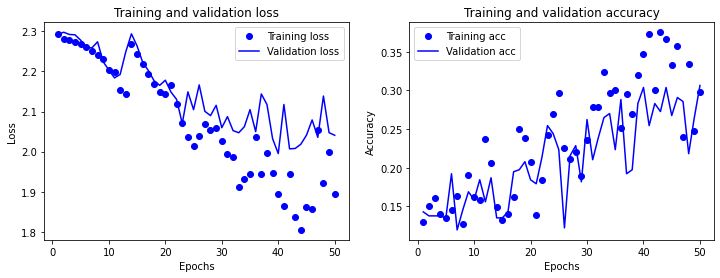 Training and validation loss
2.3
2.2
2.1
2.0
1.9
1.8
Loss
0
10
20
30
40
50
Epochs
Training loss
Validation loss
Training and validation accuracy
0.35
0.30
0.25
0.20
0.15
Accuracy
0
10
20
30
40
50
Epochs
Training acc
Validation acc